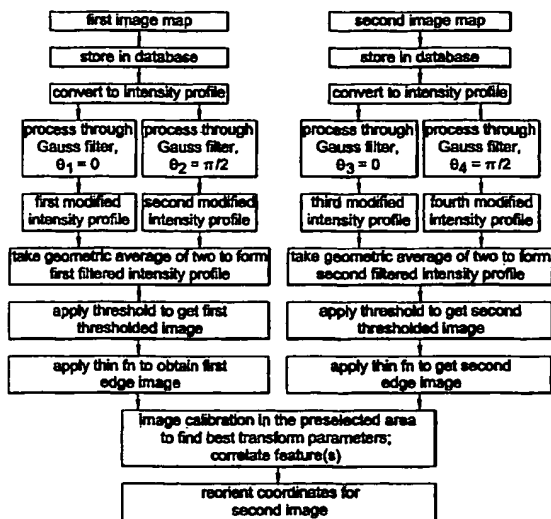 first image map
store in database
convert to intensity profile
process through
Gauss filter,
θ1 = 0
process through
Gauss filter,
θ2 = π/2
first modified
intensity profile
second modified
intensity profile
take geometric average of two to form
first filtered intensity profile
apply threshold to get first
thresholded image
apply thin fn to obtain first
edge image
second image map
store in database
convert to intensity profile
process through
Gauss filter,
θ3 = 0
process through
Gauss filter,
θ4 = π/2
third modified
intensity profile
fourth modified
intensity profile
take geometric average of two to form
second filtered intensity profile
apply threshold to get second
thresholded image
apply thin fn to get second
edge image
image calibration in the preselected area
to find best transform parameters;
correlate feature(s)
reorient coordinates for
second image